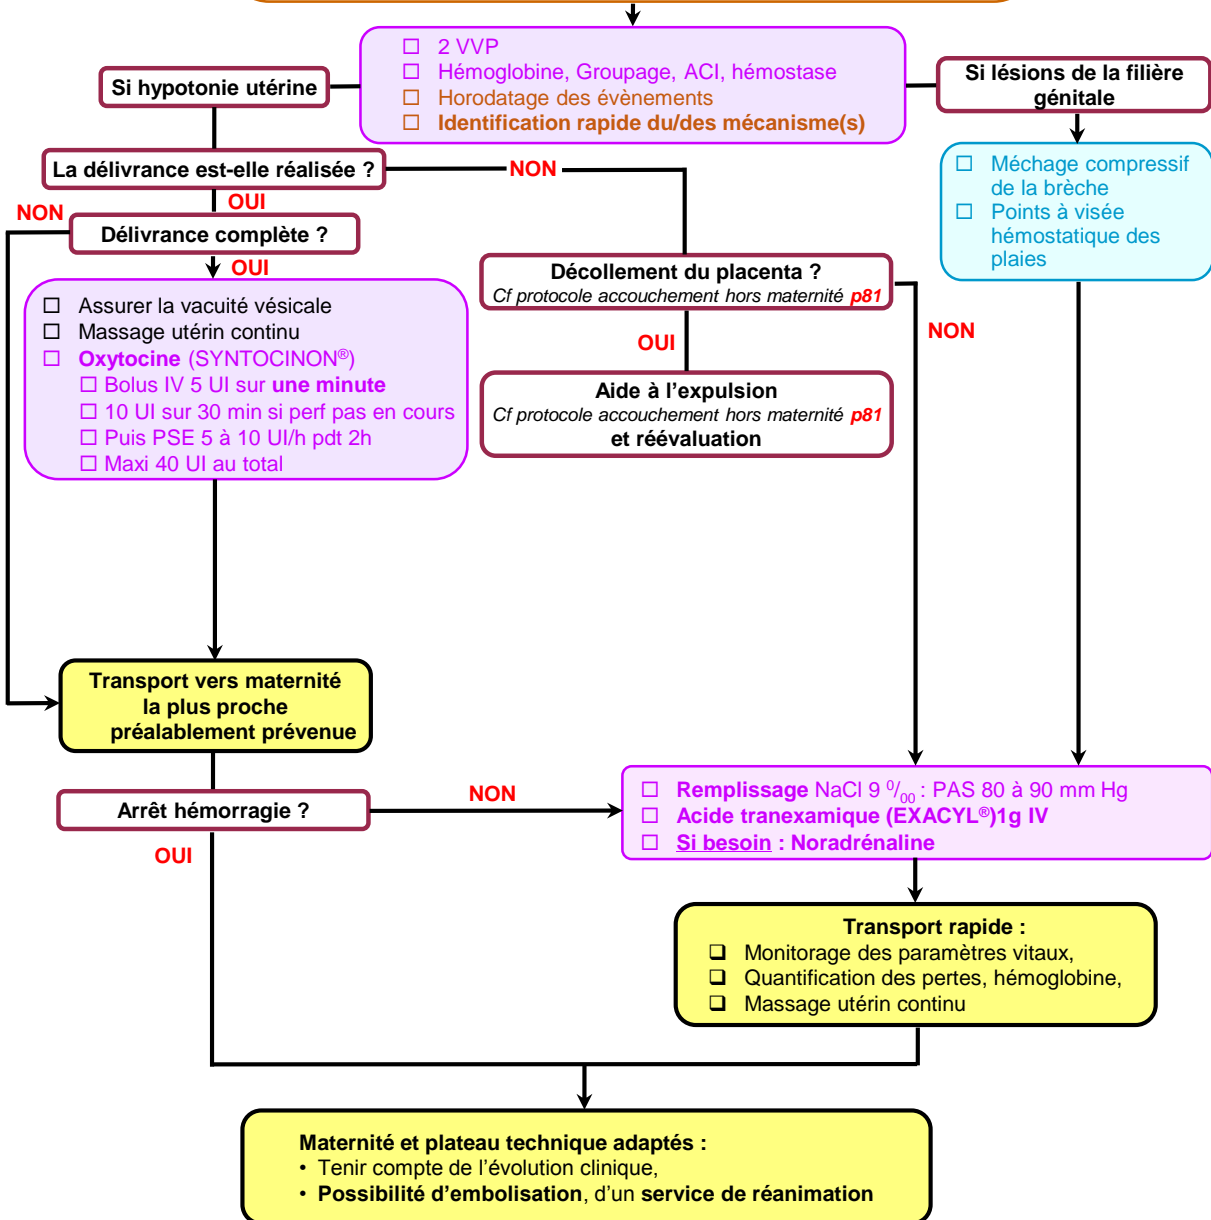 ☐ 2 VVP
☐ Hémoglobine, Groupage, ACI, hémostase
☐ Horodatage des évènements
☐ Identification rapide du/des mécanisme(s)
Si hypotonie utérine
Si lésions de la filière
génitale
La délivrance est-elle réalisée ?
NON
OUI
NON
Délivrance complète ?
OUI
☐ Méchage compressif
de la brèche
☐ Points à visée
hémostatique des
plaies
Décollement du placenta ?
Cf protocole accouchement hors maternité p81
☐ Assurer la vacuité vésicale
☐ Massage utérin continu
☐ Oxytocine (SYNTOCINON®)
☐ Bolus IV 5 UI sur une minute
☐ 10 UI sur 30 min si perf pas en cours
☐ Puis PSE 5 à 10 UI/h pdt 2h
☐ Maxi 40 UI au total
OUI
NON
Aide à l'expulsion
Cf protocole accouchement hors maternité p81
et réévaluation
Transport vers maternité
la plus proche
préalablement prévenue
Arrêt hémorragie ?
NON
OUI
☐ Remplissage NaCl 9 ⁰/₀₀ : PAS 80 à 90 mm Hg
☐ Acide tranexamique (EXACYL®)1g IV
☐ Si besoin : Noradrénaline
Transport rapide :
❑ Monitorage des paramètres vitaux,
❑ Quantification des pertes, hémoglobine,
❑ Massage utérin continu
Maternité et plateau technique adaptés :
• Tenir compte de l'évolution clinique,
• Possibilité d'embolisation, d'un service de réanimation